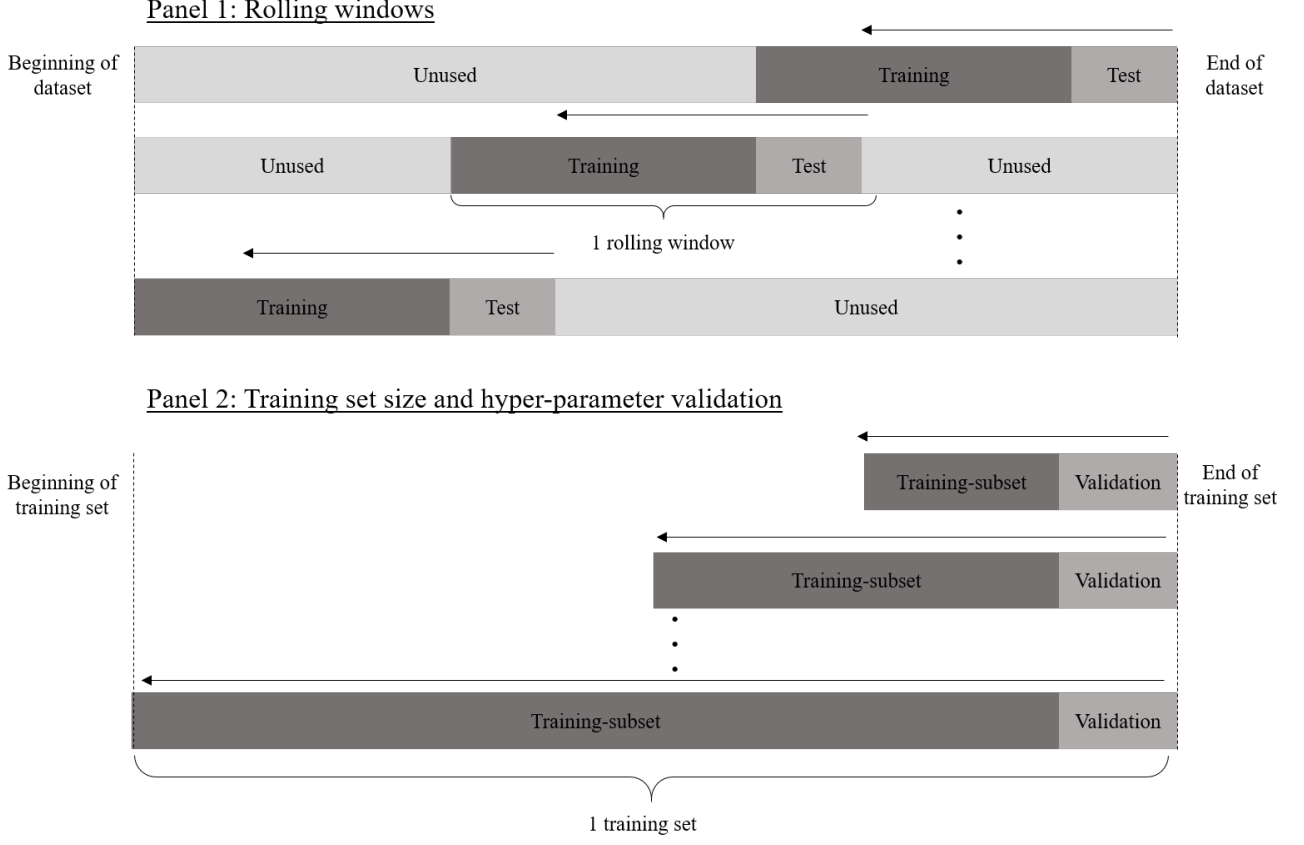 Panel 1: Rolling windows
Beginning of
dataset
Unused
Training
Test
End of
dataset
Unused
Training
Test
Unused
1 rolling window
Training
Test
Unused
Panel 2: Training set size and hyper-parameter validation
Beginning of
training set
Training-subset
Validation
End of
training set
Training-subset
Validation
Training-subset
Validation
1 training set